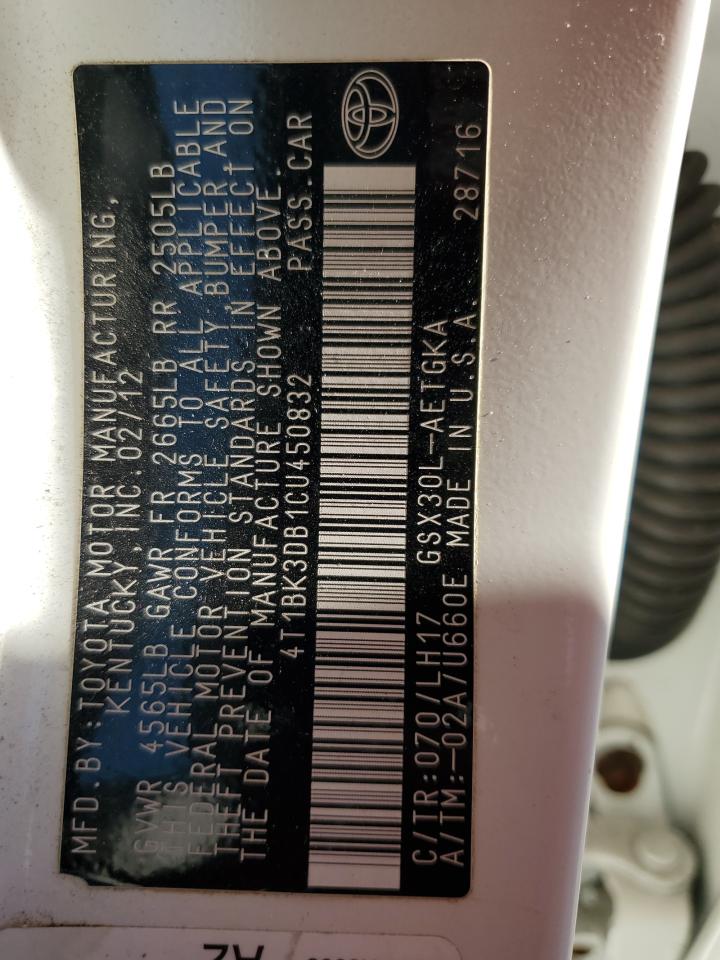 MFD.BY:TOYOTA MOTOR MANUFACTURING,
KENTUCKY, INC.02/12
GVWR 4565LB GAWR FR 2665LB RR 2505LB
THIS VEHICLE CONFORMS TO ALL APPLICABLE
FEDERAL MOTOR VEHICLE SAFETY, BUMPER, AND
THEFT PREVENTION STANDARDS IN EFFECT ON
THE DATE OF MANUFACTURE SHOWN ABOVE.
4T1BK3DB1CU450832 PASS.CAR
C/TR:070/LH17 GSX30L-AETGKA
A/TM:-02A/U660E MADE IN U.S.A. 28716